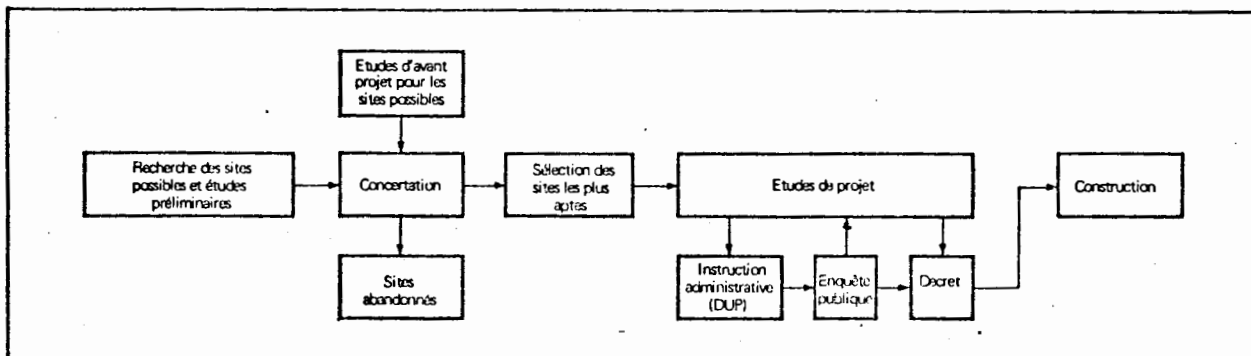 Etudes d'avant
projet pour les
sites possibles
Recherche des sites
possibles et études
préliminaires
Concertation
Sélection des
sites les plus
aptes
Etudes de projet
Construction
Sites
abandonnés
Instruction
administrative
(DUP)
Enquête
publique
Decret